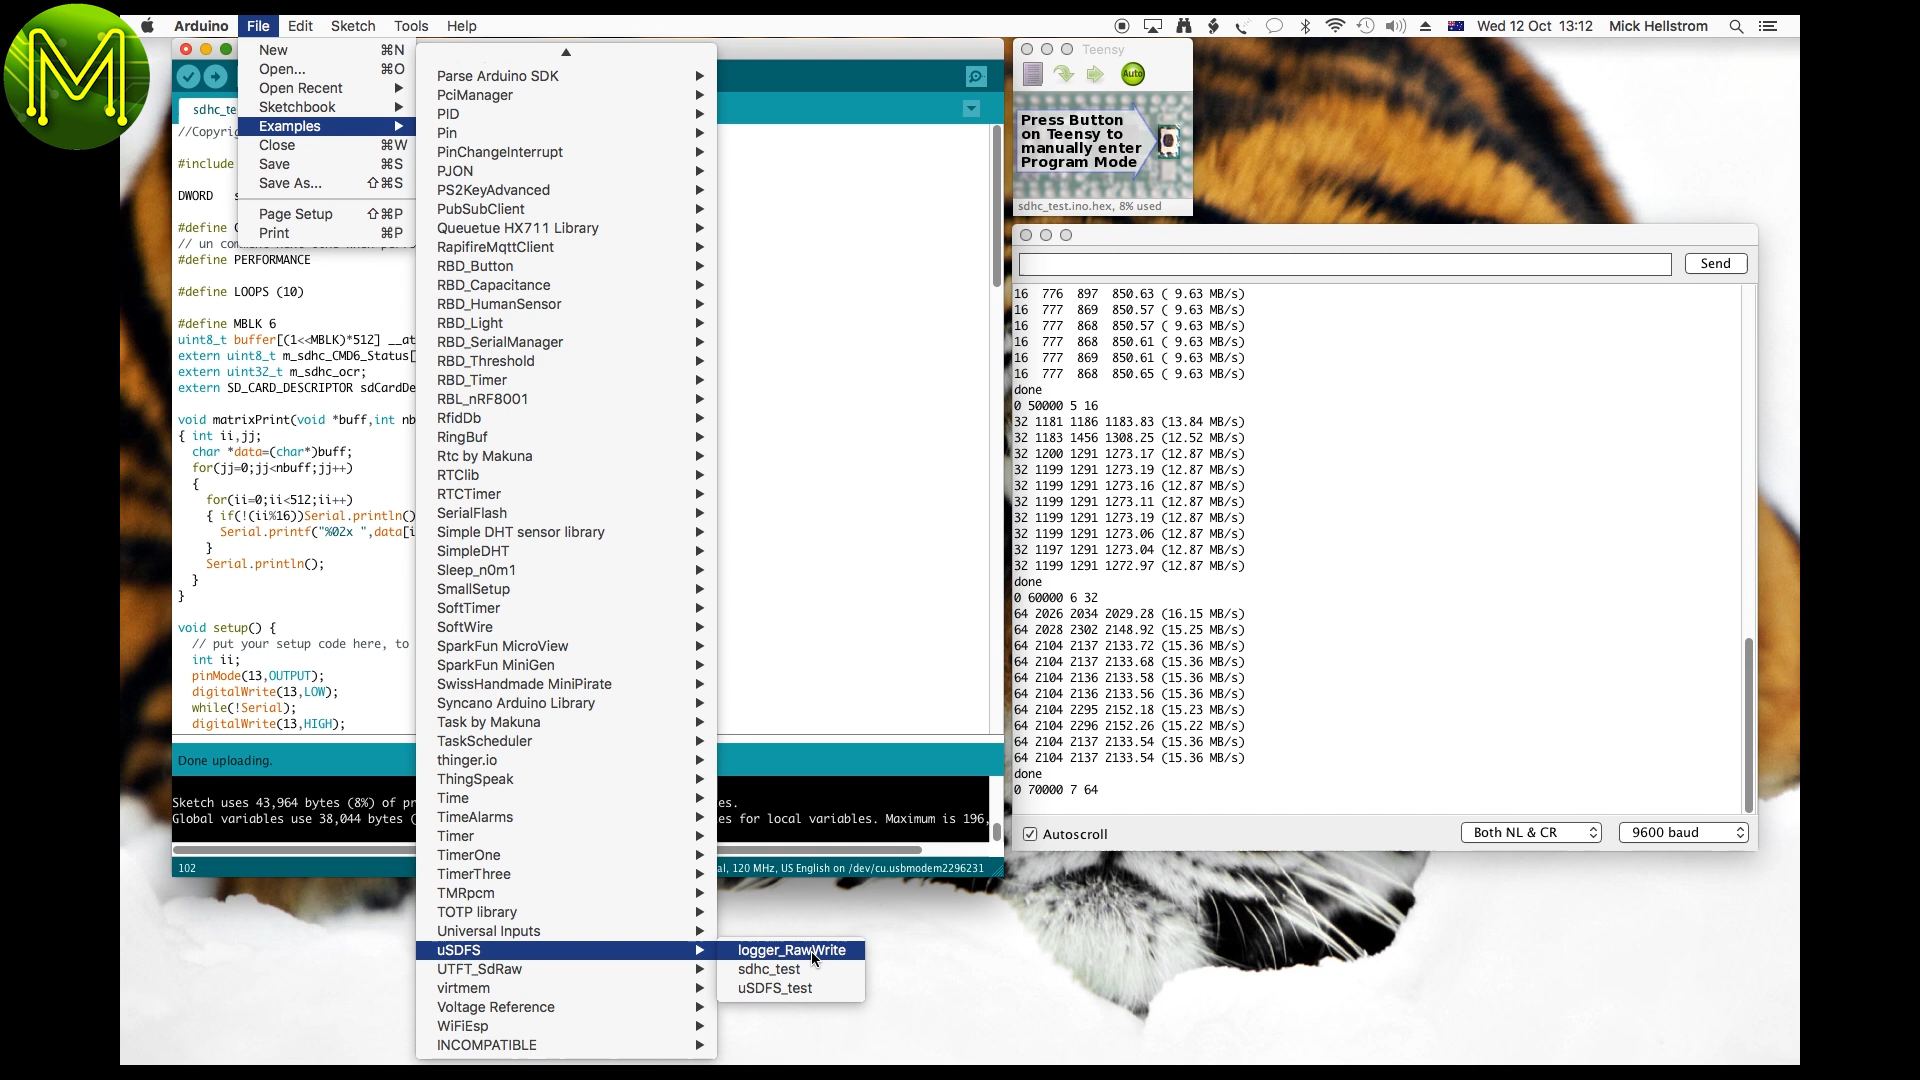 M
Arduino File Edit Sketch Tools Help
Wed 12 Oct 13:12 Mick Hellstrom
New ⌘N
Open... ⌘O
Open Recent
Sketchbook
Examples
Close ⌘W
Save ⌘S
Save As... ⇧⌘S
Page Setup ⇧⌘P
Print ⌘P
Parse Arduino SDK
PciManager
PID
Pin
PinChangeInterrupt
PJON
PS2KeyAdvanced
PubSubClient
Queuetue HX711 Library
RapifireMqttClient
RBD_Button
RBD_Capacitance
RBD_HumanSensor
RBD_Light
RBD_SerialManager
RBD_Threshold
RBD_Timer
RBL_nRF8001
RfidDb
RingBuf
Rtc by Makuna
RTClib
RTCTimer
SerialFlash
Simple DHT sensor library
SimpleDHT
Sleep_n0m1
SmallSetup
SoftTimer
SoftWire
SparkFun MicroView
SparkFun MiniGen
SwissHandmade MiniPirate
Syncano Arduino Library
Task by Makuna
TaskScheduler
thinger.io
ThingSpeak
Time
TimeAlarms
Timer
TimerOne
TimerThree
TMRpcm
TOTP library
Universal Inputs
uSDFS
UTFT_SdRaw
virtmem
Voltage Reference
WiFiEsp
INCOMPATIBLE
logger_RawWrite
sdhc_test
uSDFS_test
sdhc_te
//Copyrig
#include
DWORD s
#define
// un com
#define PERFORMANCE
#define LOOPS (10)
#define MBLK 6
uint8_t buffer[(1<<MBLK)*512] __at
extern uint8_t m_sdhc_CMD6_Status[
extern uint32_t m_sdhc_ocr;
extern SD_CARD_DESCRIPTOR sdCardDe
void matrixPrint(void *buff,int nb
{ int ii,jj;
char *data=(char*)buff;
for(jj=0;jj<nbuff;jj++)
{
for(ii=0;ii<512;ii++)
{ if(!(ii%16))Serial.println()
Serial.printf("%02x ",data[i
}
Serial.println();
}
}
void setup() {
// put your setup code here, to
int ii;
pinMode(13,OUTPUT);
digitalWrite(13,LOW);
while(!Serial);
digitalWrite(13,HIGH);
Done uploading.
Sketch uses 43,964 bytes (8%) of pr es.
Global variables use 38,044 bytes ( es for local variables. Maximum is 196,
102 al, 120 MHz, US English on /dev/cu.usbmodem2296231
Teensy
Auto
Press Button
on Teensy to
manually enter
Program Mode
sdhc_test.ino.hex, 8% used
Send
16 776 897 850.63 ( 9.63 MB/s)
16 777 869 850.57 ( 9.63 MB/s)
16 777 868 850.57 ( 9.63 MB/s)
16 777 868 850.61 ( 9.63 MB/s)
16 777 869 850.61 ( 9.63 MB/s)
16 777 868 850.65 ( 9.63 MB/s)
done
0 50000 5 16
32 1181 1186 1183.83 (13.84 MB/s)
32 1183 1456 1308.25 (12.52 MB/s)
32 1200 1291 1273.17 (12.87 MB/s)
32 1199 1291 1273.19 (12.87 MB/s)
32 1199 1291 1273.16 (12.87 MB/s)
32 1199 1291 1273.11 (12.87 MB/s)
32 1199 1291 1273.19 (12.87 MB/s)
32 1199 1291 1273.06 (12.87 MB/s)
32 1197 1291 1273.04 (12.87 MB/s)
32 1199 1291 1272.97 (12.87 MB/s)
done
0 60000 6 32
64 2026 2034 2029.28 (16.15 MB/s)
64 2028 2302 2148.92 (15.25 MB/s)
64 2104 2137 2133.72 (15.36 MB/s)
64 2104 2137 2133.68 (15.36 MB/s)
64 2104 2136 2133.58 (15.36 MB/s)
64 2104 2136 2133.56 (15.36 MB/s)
64 2104 2295 2152.18 (15.23 MB/s)
64 2104 2296 2152.26 (15.22 MB/s)
64 2104 2137 2133.54 (15.36 MB/s)
64 2104 2137 2133.54 (15.36 MB/s)
done
0 70000 7 64
Autoscroll Both NL & CR 9600 baud